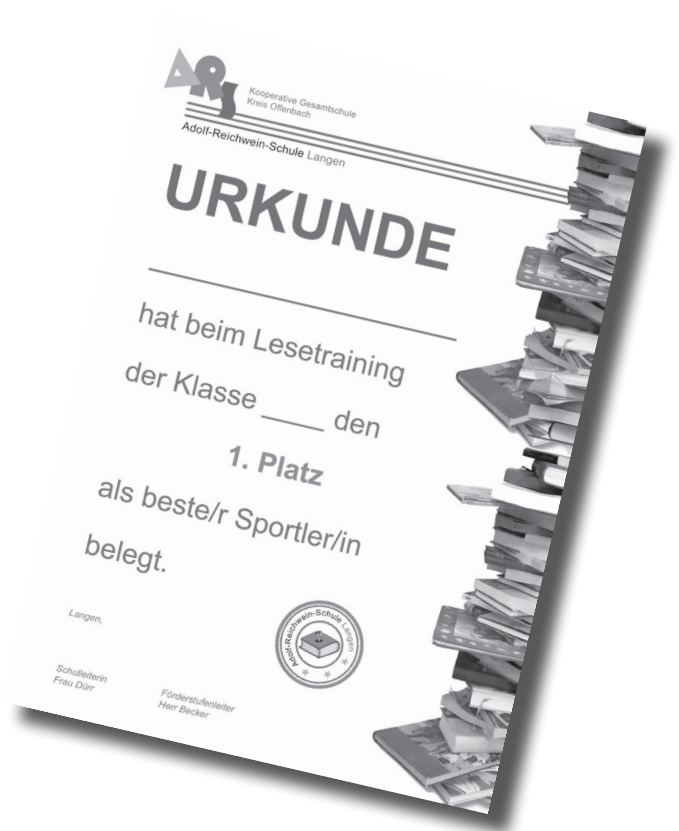 ARS
Kooperative Gesamtschule
Kreis Offenbach
Adolf-Reichwein-Schule Langen
URKUNDE
hat beim Lesetraining
der Klasse ____ den
1. Platz
als beste/r Sportler/in
belegt.
Langen,
Adolf-Reichwein-Schule Langen
Schulleiterin
Frau Dürr
Förderstufenleiter
Herr Becker